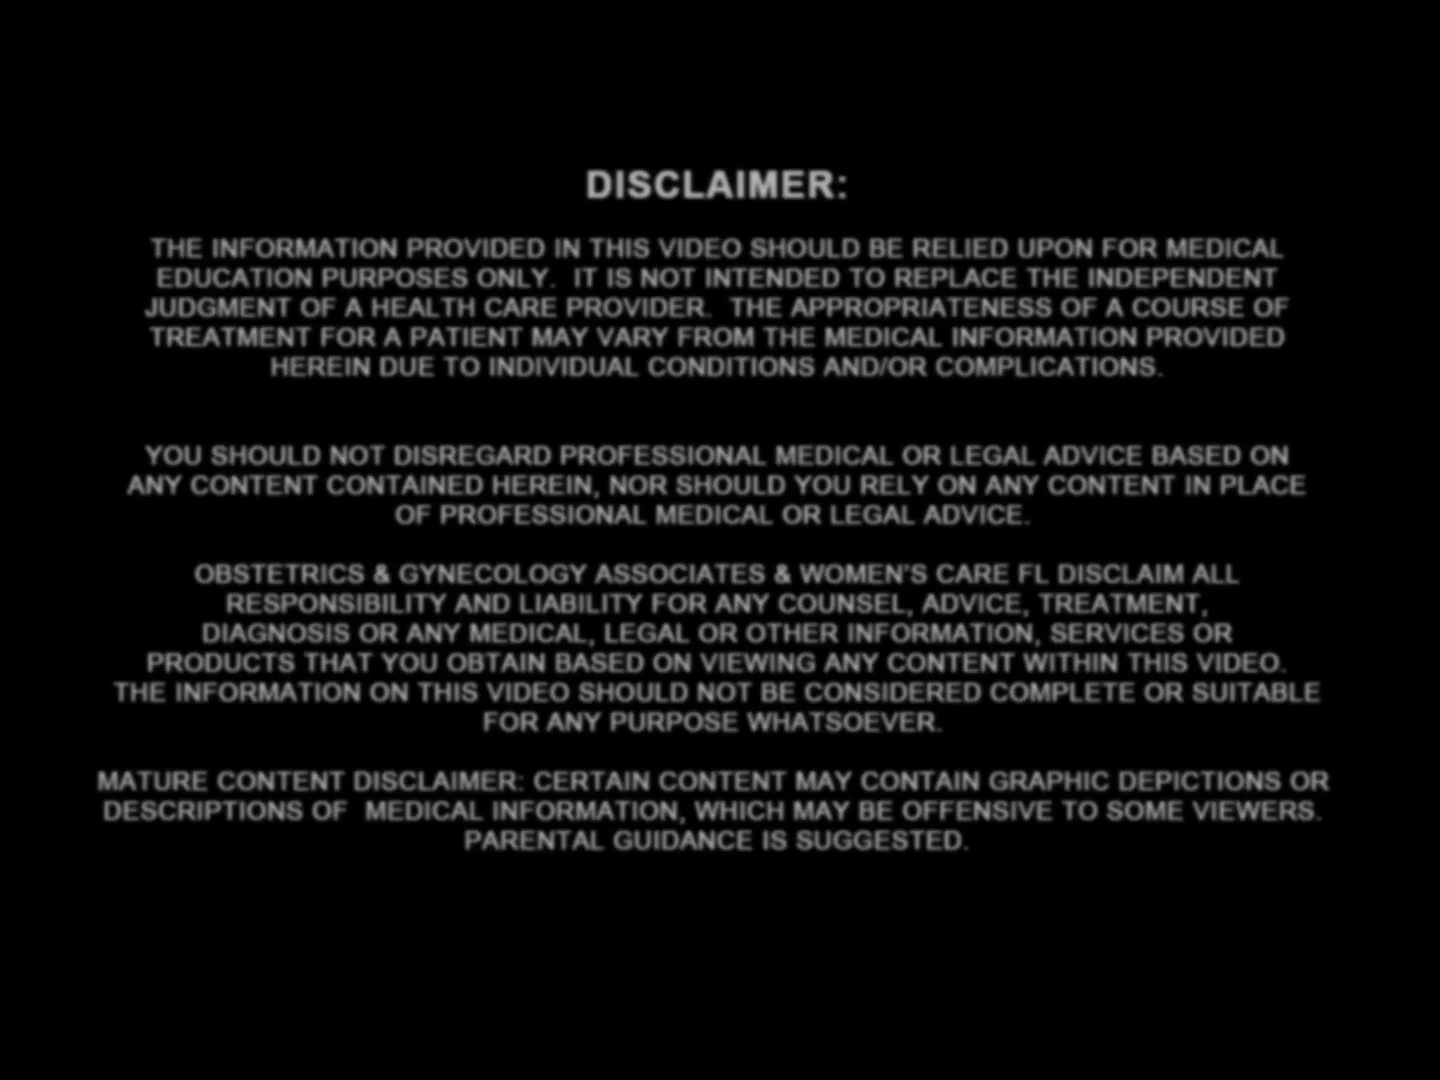 DISCLAIMER:
THE INFORMATION PROVIDED IN THIS VIDEO SHOULD BE RELIED UPON FOR MEDICAL
EDUCATION PURPOSES ONLY.  IT IS NOT INTENDED TO REPLACE THE INDEPENDENT
JUDGMENT OF A HEALTH CARE PROVIDER.  THE APPROPRIATENESS OF A COURSE OF
TREATMENT FOR A PATIENT MAY VARY FROM THE MEDICAL INFORMATION PROVIDED
HEREIN DUE TO INDIVIDUAL CONDITIONS AND/OR COMPLICATIONS.
YOU SHOULD NOT DISREGARD PROFESSIONAL MEDICAL OR LEGAL ADVICE BASED ON
ANY CONTENT CONTAINED HEREIN, NOR SHOULD YOU RELY ON ANY CONTENT IN PLACE
OF PROFESSIONAL MEDICAL OR LEGAL ADVICE.
OBSTETRICS & GYNECOLOGY ASSOCIATES & WOMEN'S CARE FL DISCLAIM ALL
RESPONSIBILITY AND LIABILITY FOR ANY COUNSEL, ADVICE, TREATMENT,
DIAGNOSIS OR ANY MEDICAL, LEGAL OR OTHER INFORMATION, SERVICES OR
PRODUCTS THAT YOU OBTAIN BASED ON VIEWING ANY CONTENT WITHIN THIS VIDEO.
THE INFORMATION ON THIS VIDEO SHOULD NOT BE CONSIDERED COMPLETE OR SUITABLE
FOR ANY PURPOSE WHATSOEVER.
MATURE CONTENT DISCLAIMER: CERTAIN CONTENT MAY CONTAIN GRAPHIC DEPICTIONS OR
DESCRIPTIONS OF  MEDICAL INFORMATION, WHICH MAY BE OFFENSIVE TO SOME VIEWERS.
PARENTAL GUIDANCE IS SUGGESTED.